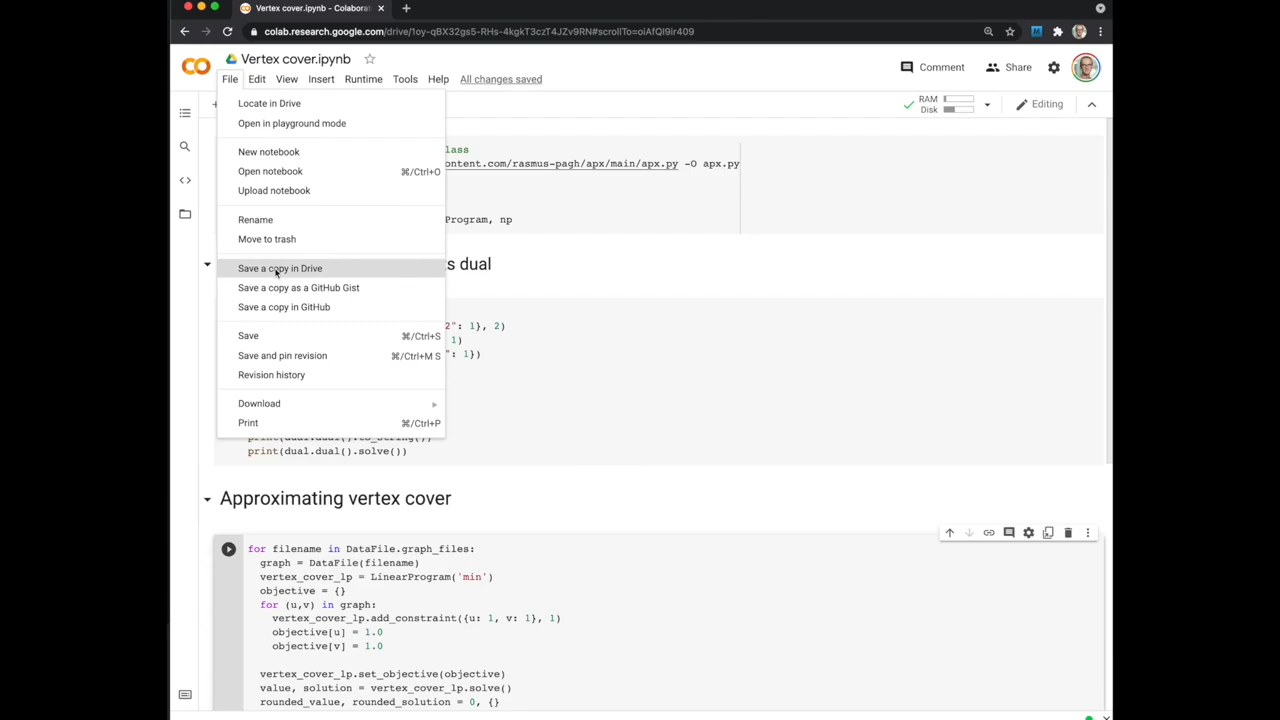 Vertex cover.ipynb - Colaborat
colab.research.google.com/drive/1oy-qBX32gs5-RHs-4kgkT3czT4JZv9RN#scrollTo=oiAfQI9ir409
Vertex cover.ipynb
Comment
Share
File Edit View Insert Runtime Tools Help All changes saved
RAM
Disk
Editing
Locate in Drive
Open in playground mode
New notebook
Open notebook ⌘/Ctrl+O
Upload notebook
Rename
Move to trash
Save a copy in Drive
Save a copy as a GitHub Gist
Save a copy in GitHub
Save ⌘/Ctrl+S
Save and pin revision ⌘/Ctrl+M S
Revision history
Download
Print ⌘/Ctrl+P
lass
ontent.com/rasmus-pagh/apx/main/apx.py -O apx.py
Program, np
s dual
2": 1}, 2)
1)
": 1})
print(dual.dual().to_string())
print(dual.dual().solve())
Approximating vertex cover
for filename in DataFile.graph_files:
graph = DataFile(filename)
vertex_cover_lp = LinearProgram('min')
objective = {}
for (u,v) in graph:
vertex_cover_lp.add_constraint({u: 1, v: 1}, 1)
objective[u] = 1.0
objective[v] = 1.0
vertex_cover_lp.set_objective(objective)
value, solution = vertex_cover_lp.solve()
rounded_value, rounded_solution = 0, {}